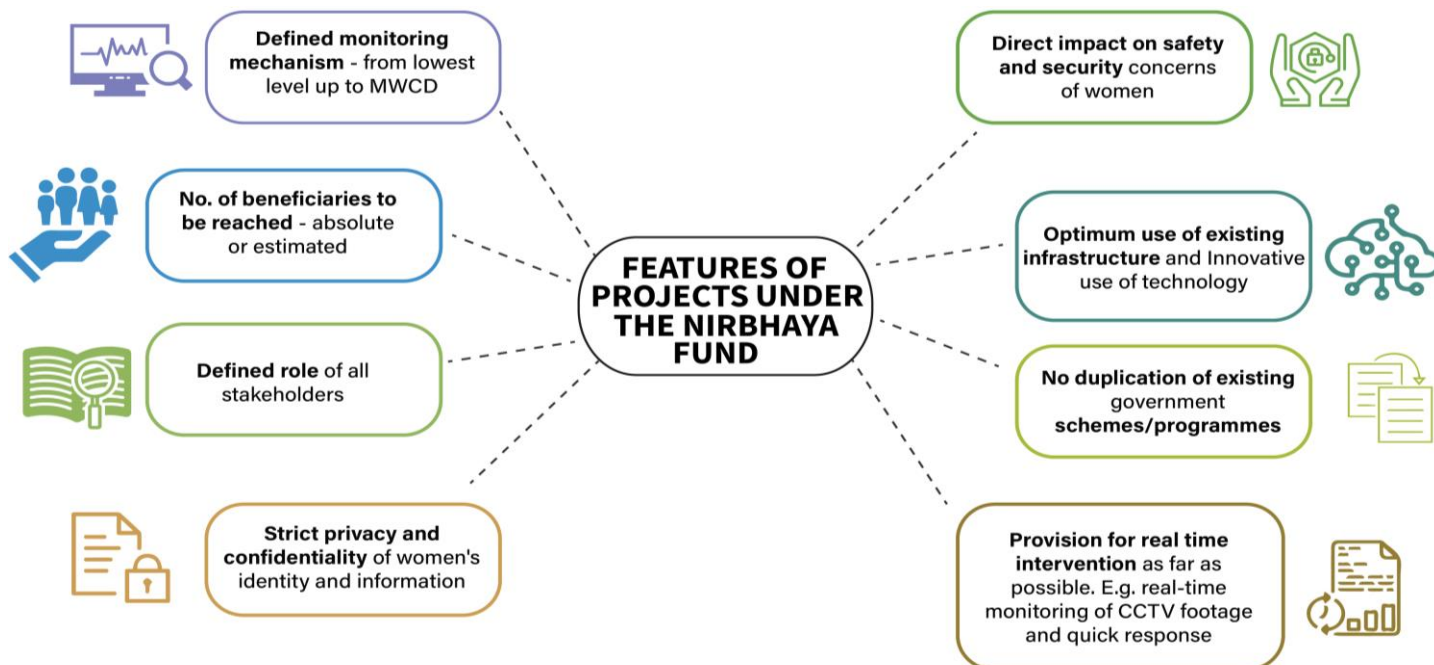 Defined monitoring
mechanism - from lowest
level up to MWCD
No. of beneficiaries to
be reached - absolute
or estimated
Defined role of all
stakeholders
Strict privacy and
confidentiality of women's
identity and information
FEATURES OF
PROJECTS UNDER
THE NIRBHAYA
FUND
Direct impact on safety
and security concerns
of women
Optimum use of existing
infrastructure and Innovative
use of technology
No duplication of existing
government
schemes/programmes
Provision for real time
intervention as far as
possible. E.g. real-time
monitoring of CCTV footage
and quick response